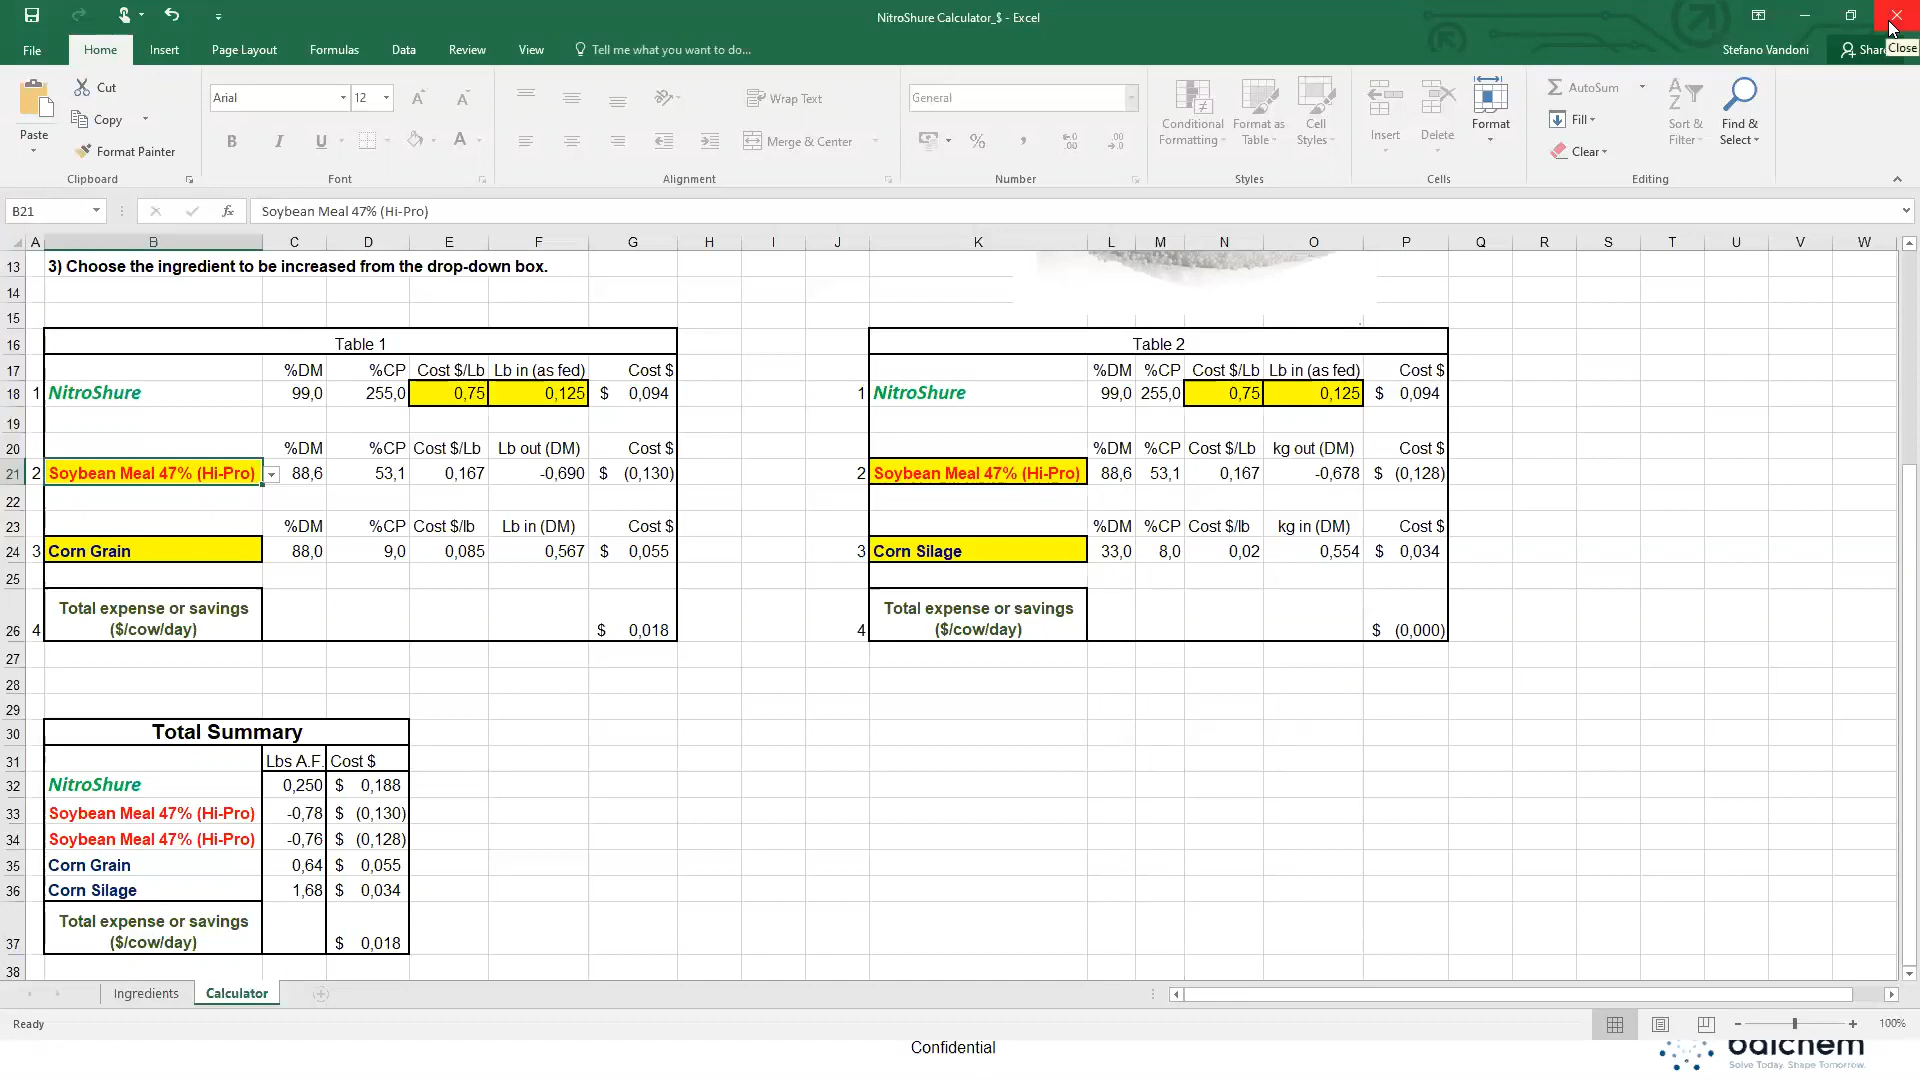 NitroShure Calculator_$ - Excel
File Home Insert Page Layout Formulas Data Review View Tell me what you want to do... Stefano Vandoni Share
Close
Cut
Copy
Format Painter
Paste
Clipboard
Arial 12
B I U
Font
Wrap Text
Merge & Center
Alignment
General
%
Number
Conditional Formatting
Format as Table
Cell Styles
Styles
Insert
Delete
Format
Cells
AutoSum
Fill
Clear
Sort & Filter
Find & Select
Editing
B21 fx Soybean Meal 47% (Hi-Pro)
A B C D E F G H I J K L M N O P Q R S T U V W
13 3) Choose the ingredient to be increased from the drop-down box.
14
15
16 Table 1 Table 2
17 %DM %CP Cost $/Lb Lb in (as fed) Cost $ %DM %CP Cost $/Lb Lb in (as fed) Cost $
18 1 NitroShure 99,0 255,0 0,75 0,125 $ 0,094 1 NitroShure 99,0 255,0 0,75 0,125 $ 0,094
19
20 %DM %CP Cost $/Lb Lb out (DM) Cost $ %DM %CP Cost $/Lb kg out (DM) Cost $
21 2 Soybean Meal 47% (Hi-Pro) 88,6 53,1 0,167 -0,690 $ (0,130) 2 Soybean Meal 47% (Hi-Pro) 88,6 53,1 0,167 -0,678 $ (0,128)
22
23 %DM %CP Cost $/lb Lb in (DM) Cost $ %DM %CP Cost $/lb kg in (DM) Cost $
24 3 Corn Grain 88,0 9,0 0,085 0,567 $ 0,055 3 Corn Silage 33,0 8,0 0,02 0,554 $ 0,034
25
Total expense or savings Total expense or savings
26 4 ($/cow/day) $ 0,018 4 ($/cow/day) $ (0,000)
27
28
29
30 Total Summary
31 Lbs A.F. Cost $
32 NitroShure 0,250 $ 0,188
33 Soybean Meal 47% (Hi-Pro) -0,78 $ (0,130)
34 Soybean Meal 47% (Hi-Pro) -0,76 $ (0,128)
35 Corn Grain 0,64 $ 0,055
36 Corn Silage 1,68 $ 0,034
Total expense or savings
37 ($/cow/day) $ 0,018
38
Ingredients Calculator
Ready 100%
Confidential
balchem
Solve Today. Shape Tomorrow.